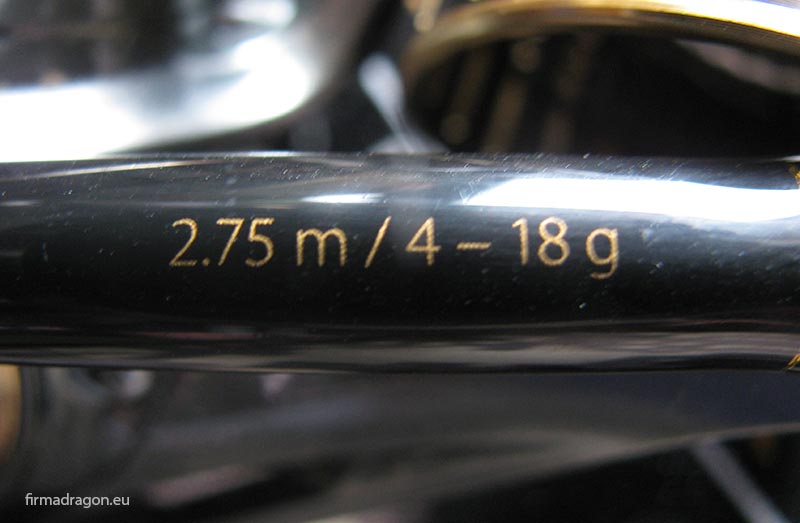 2.75 m / 4 – 18 g
firmadragon.eu